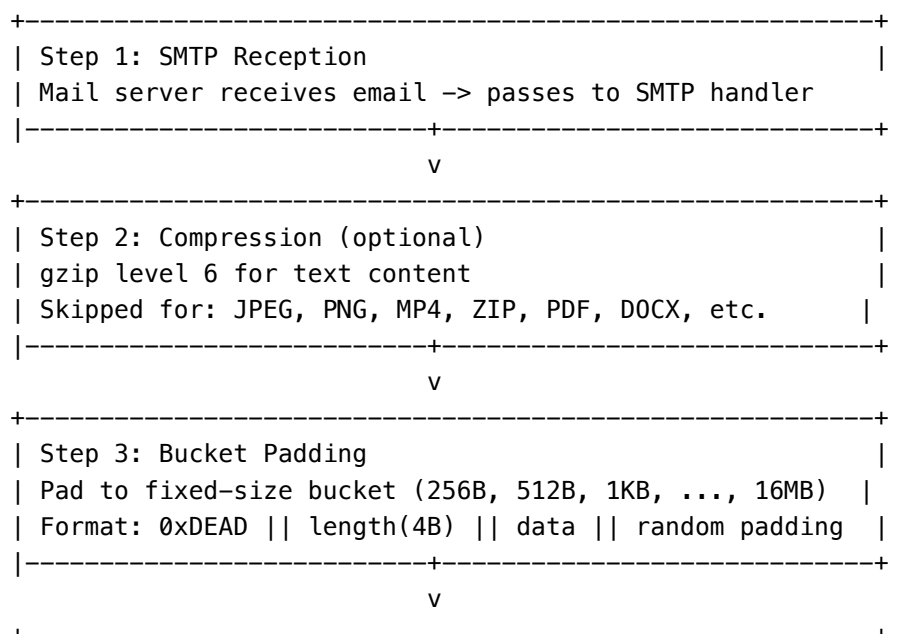 +---------------------------------------------------------+
| Step 1: SMTP Reception                                  |
| Mail server receives email -> passes to SMTP handler
|---------------------------+-----------------------------+
                            v
+---------------------------------------------------------+
| Step 2: Compression (optional)                          |
| gzip level 6 for text content                           |
| Skipped for: JPEG, PNG, MP4, ZIP, PDF, DOCX, etc.      |
|---------------------------+-----------------------------+
                            v
+---------------------------------------------------------+
| Step 3: Bucket Padding                                  |
| Pad to fixed-size bucket (256B, 512B, 1KB, ..., 16MB)  |
| Format: 0xDEAD || length(4B) || data || random padding  |
|---------------------------+-----------------------------+
                            v